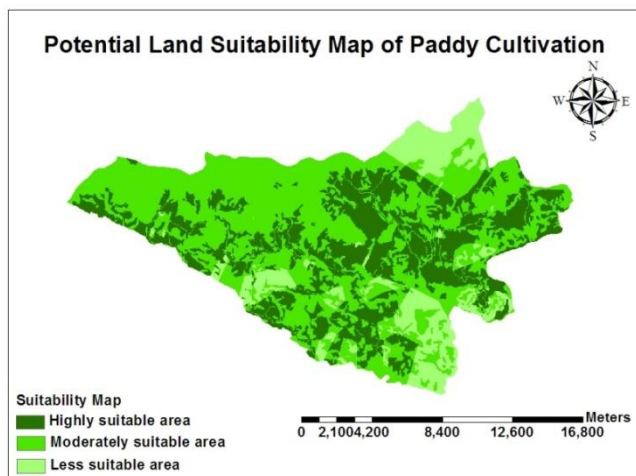 Potential Land Suitability Map of Paddy Cultivation
N
W E
S
Suitability Map
Highly suitable area
Moderately suitable area
Less suitable area
Meters
0 2,1004,200 8,400 12,600 16,800